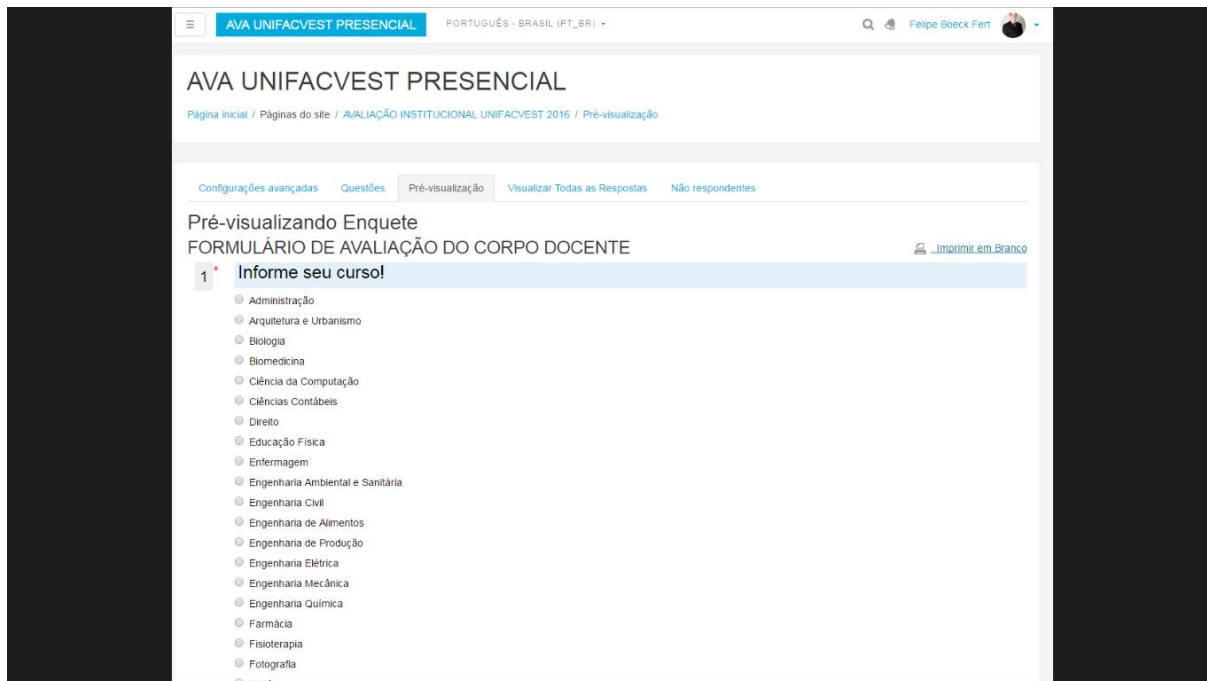 AVA UNIFACVEST PRESENCIAL PORTUGUÊS - BRASIL (PT_BR) Felipe Boeck Fert
AVA UNIFACVEST PRESENCIAL
Página inicial / Páginas do site / AVALIAÇÃO INSTITUCIONAL UNIFACVEST 2016 / Pré-visualização
Configurações avançadas Questões Pré-visualização Visualizar Todas as Respostas Não respondentes
Pré-visualizando Enquete
FORMULÁRIO DE AVALIAÇÃO DO CORPO DOCENTE Imprimir em Branco
1 * Informe seu curso!
Administração
Arquitetura e Urbanismo
Biologia
Biomedicina
Ciência da Computação
Ciências Contábeis
Direito
Educação Física
Enfermagem
Engenharia Ambiental e Sanitária
Engenharia Civil
Engenharia de Alimentos
Engenharia de Produção
Engenharia Elétrica
Engenharia Mecânica
Engenharia Química
Farmácia
Fisioterapia
Fotografia